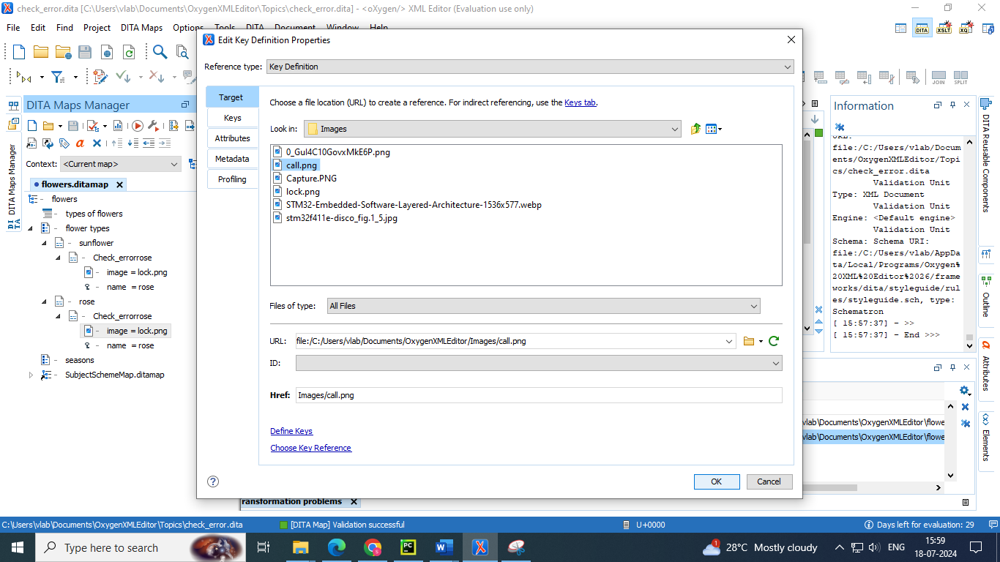 check_error.dita [C:\Users\vlab\Documents\OxygenXMLEditor\Topics\check_error.dita] - <oXygen/> XML Editor (Evaluation use only)
File Edit Find Project DITA Maps Options Tools DITA Document Window Help
DITA XSLT XQ
JOIN SPLIT
DITA Maps Manager
DITA Maps Manager
Context: <Current map>
flowers.ditamap
flowers
types of flowers
flower types
sunflower
Check_errorrose
image = lock.png
name = rose
rose
Check_errorrose
image = lock.png
name = rose
seasons
SubjectSchemeMap.ditamap
Edit Key Definition Properties
Reference type: Key Definition
Target
Keys
Attributes
Metadata
Profiling
Choose a file location (URL) to create a reference. For indirect referencing, use the Keys tab.
Look in: Images
0_Gul4C10GovxMkE6P.png
call.png
Capture.PNG
lock.png
STM32-Embedded-Software-Layered-Architecture-1536x577.webp
stm32f411e-disco_fig.1_5.jpg
Files of type: All Files
URL: file:/C:/Users/vlab/Documents/OxygenXMLEditor/Images/call.png
ID:
Href: Images/call.png
Define Keys
Choose Key Reference
OK Cancel
Information
URL:
file:/C:/Users/vlab/Docum
ents/OxygenXMLEditor/Topi
cs/check_error.dita
Validation Unit
Type: XML Document
Validation Unit
Engine: <Default engine>
Validation Unit
Schema: Schema URI:
file:/C:/Users/vlab/AppDa
ta/Local/Programs/Oxygen%
20XML%20Editor%2026/frame
works/dita/styleguide/rul
es/styleguide.sch, type:
Schematron
[ 15:57:37] - >>
[ 15:57:37] - End >>>
DITA Reusable Components
Outline
Attributes
Elements
vlab\Documents\OxygenXMLEditor\flowe
vlab\Documents\OxygenXMLEditor\flowe
ransformation problems
C:\Users\vlab\Documents\OxygenXMLEditor\Topics\check_error.dita [DITA Map] Validation successful U+0000 Days left for evaluation: 29
Type here to search
28°C Mostly cloudy
ENG
15:59
18-07-2024